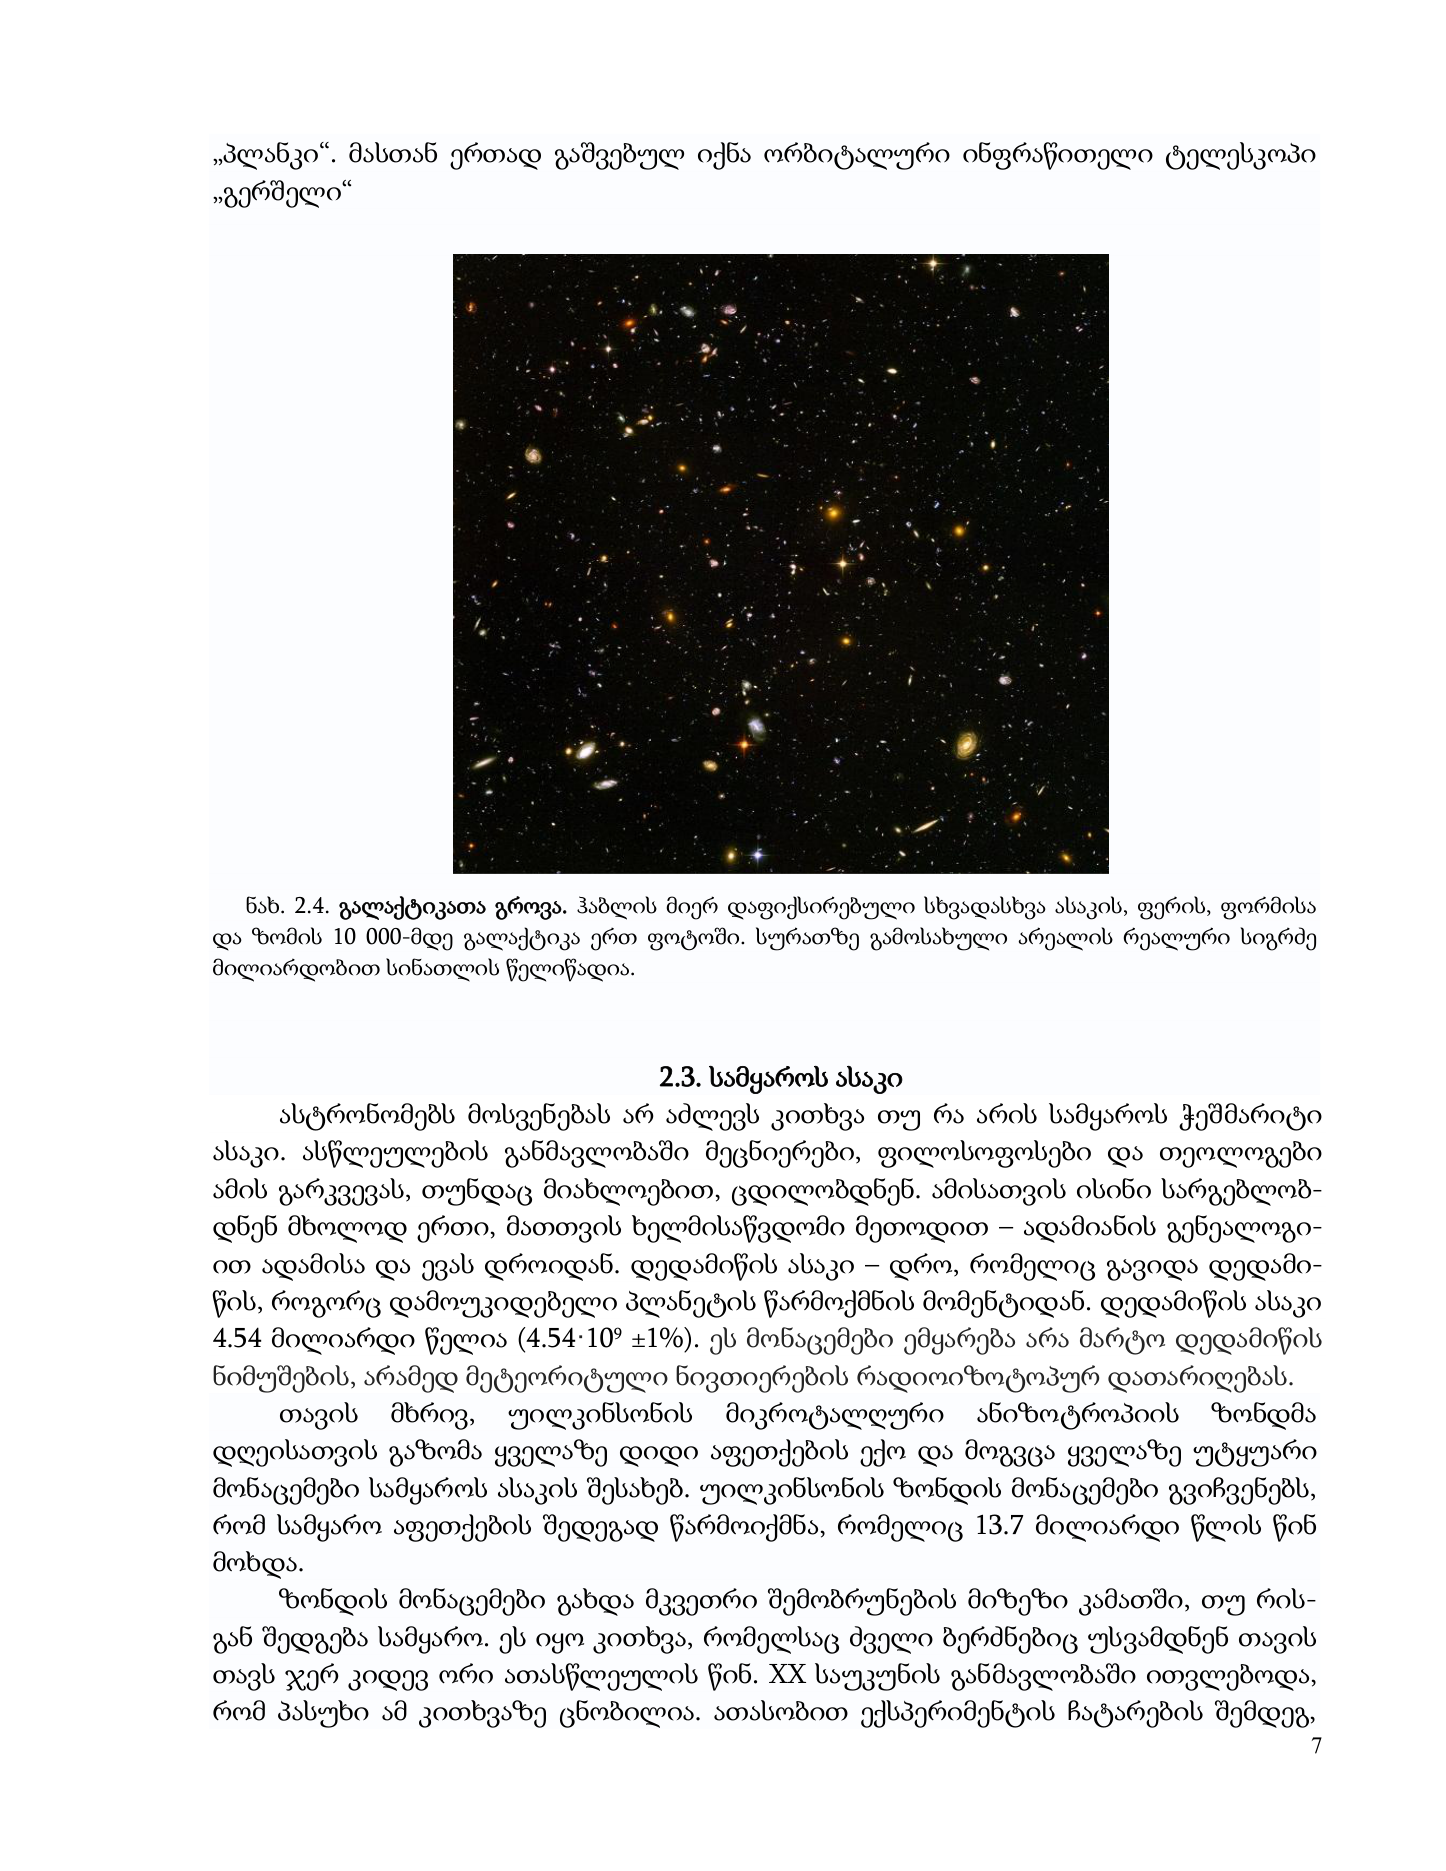 „პლანკი“. მასთან ერთად გაშვებულ იქნა ორბიტალური ინფრაწითელი ტელესკოპი
„გერშელი“
ნახ. 2.4. გალაქტიკათა გროვა. ჰაბლის მიერ დაფიქსირებული სხვადასხვა ასაკის, ფერის, ფორმისა
და ზომის 10 000-მდე გალაქტიკა ერთ ფოტოში. სურათზე გამოსახული არეალის რეალური სიგრძე
მილიარდობით სინათლის წელიწადია.
2.3. სამყაროს ასაკი
ასტრონომებს მოსვენებას არ აძლევს კითხვა თუ რა არის სამყაროს ჭეშმარიტი
ასაკი. ასწლეულების განმავლობაში მეცნიერები, ფილოსოფოსები და თეოლოგები
ამის გარკვევას, თუნდაც მიახლოებით, ცდილობდნენ. ამისათვის ისინი სარგებლობ-
დნენ მხოლოდ ერთი, მათთვის ხელმისაწვდომი მეთოდით – ადამიანის გენეალოგი-
ით ადამისა და ევას დროიდან. დედამიწის ასაკი – დრო, რომელიც გავიდა დედამი-
წის, როგორც დამოუკიდებელი პლანეტის წარმოქმნის მომენტიდან. დედამიწის ასაკი
4.54 მილიარდი წელია (4.54·10⁹ ±1%). ეს მონაცემები ემყარება არა მარტო დედამიწის
ნიმუშების, არამედ მეტეორიტული ნივთიერების რადიოიზოტოპურ დათარიღებას.
თავის მხრივ, უილკინსონის მიკროტალღური ანიზოტროპიის ზონდმა
დღეისათვის გაზომა ყველაზე დიდი აფეთქების ექო და მოგვცა ყველაზე უტყუარი
მონაცემები სამყაროს ასაკის შესახებ. უილკინსონის ზონდის მონაცემები გვიჩვენებს,
რომ სამყარო აფეთქების შედეგად წარმოიქმნა, რომელიც 13.7 მილიარდი წლის წინ
მოხდა.
ზონდის მონაცემები გახდა მკვეთრი შემობრუნების მიზეზი კამათში, თუ რის-
გან შედგება სამყარო. ეს იყო კითხვა, რომელსაც ძველი ბერძნებიც უსვამდნენ თავის
თავს ჯერ კიდევ ორი ათასწლეულის წინ. XX საუკუნის განმავლობაში ითვლებოდა,
რომ პასუხი ამ კითხვაზე ცნობილია. ათასობით ექსპერიმენტის ჩატარების შემდეგ,
7